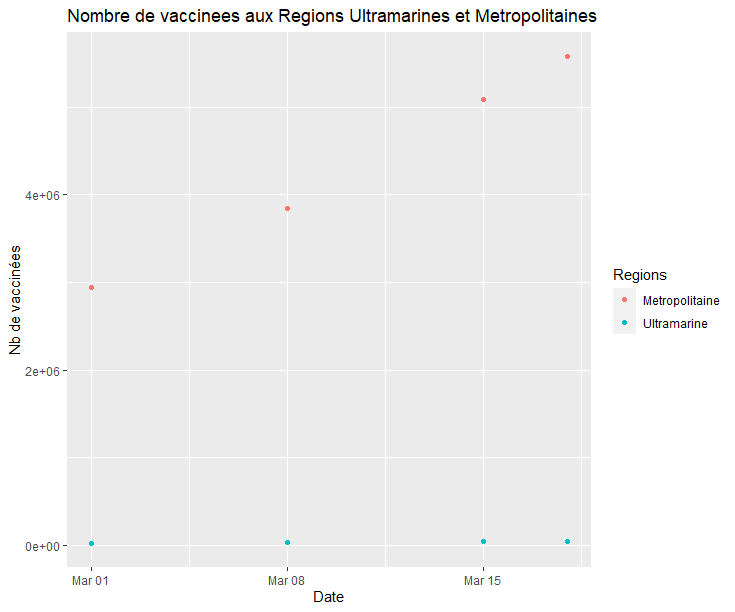 Nombre de vaccinees aux Regions Ultramarines et Metropolitaines
4e+06
2e+06
0e+00
Nb de vaccinées
Mar 01
Mar 08
Mar 15
Date
Regions
Metropolitaine
Ultramarine